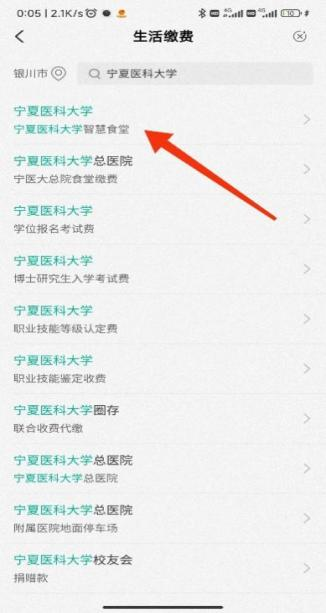 0:05 | 2.1K/s
生活缴费
银川市
宁夏医科大学
宁夏医科大学
宁夏医科大学智慧食堂
宁夏医科大学总医院
宁医大总院食堂缴费
宁夏医科大学
学位报名考试费
宁夏医科大学
博士研究生入学考试费
宁夏医科大学
职业技能等级认定费
宁夏医科大学
职业技能鉴定收费
宁夏医科大学圈存
联合收费代缴
宁夏医科大学总医院
宁夏医科大学总医院
宁夏医科大学总医院
附属医院地面停车场
宁夏医科大学校友会
捐赠款